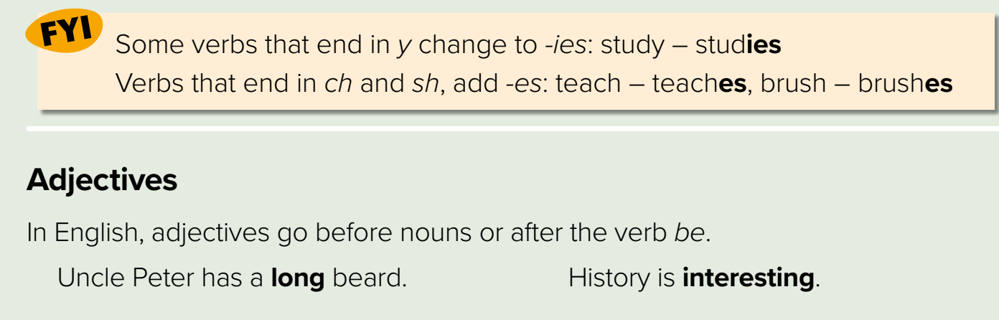 FYI
Some verbs that end in y change to -ies: study – studies
Verbs that end in ch and sh, add -es: teach – teaches, brush – brushes
Adjectives
In English, adjectives go before nouns or after the verb be.
Uncle Peter has a long beard. History is interesting.